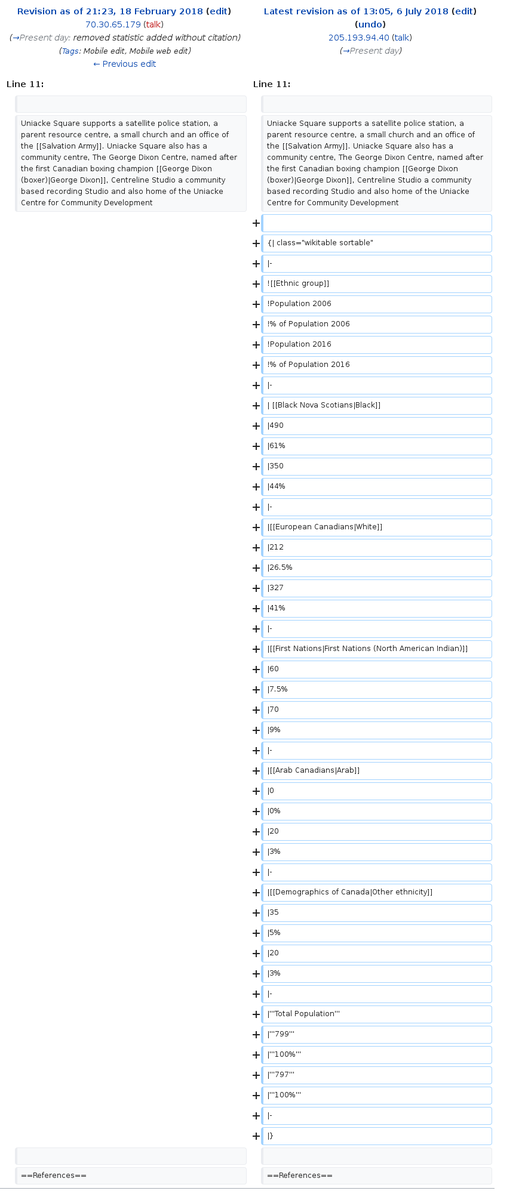 Revision as of 21:23, 18 February 2018 (edit)
70.30.65.179 (talk)
(→Present day: removed statistic added without citation)
(Tags: Mobile edit, Mobile web edit)
← Previous edit
Latest revision as of 13:05, 6 July 2018 (edit)
(undo)
205.193.94.40 (talk)
(→Present day)
Line 11:
Line 11:
Uniacke Square supports a satellite police station, a
parent resource centre, a small church and an office of
the [[Salvation Army]]. Uniacke Square also has a
community centre, The George Dixon Centre, named after
the first Canadian boxing champion [[George Dixon
(boxer)|George Dixon]], Centreline Studio a community
based recording Studio and also home of the Uniacke
Centre for Community Development
Uniacke Square supports a satellite police station, a
parent resource centre, a small church and an office of
the [[Salvation Army]]. Uniacke Square also has a
community centre, The George Dixon Centre, named after
the first Canadian boxing champion [[George Dixon
(boxer)|George Dixon]], Centreline Studio a community
based recording Studio and also home of the Uniacke
Centre for Community Development
+
+ {| class="wikitable sortable"
+ |-
+ ![[Ethnic group]]
+ !Population 2006
+ !% of Population 2006
+ !Population 2016
+ !% of Population 2016
+ |-
+ | [[Black Nova Scotians|Black]]
+ |490
+ |61%
+ |350
+ |44%
+ |-
+ |[[European Canadians|White]]
+ |212
+ |26.5%
+ |327
+ |41%
+ |-
+ |[[First Nations|First Nations (North American Indian)]]
+ |60
+ |7.5%
+ |70
+ |9%
+ |-
+ |[[Arab Canadians|Arab]]
+ |0
+ |0%
+ |20
+ |3%
+ |-
+ |[[Demographics of Canada|Other ethnicity]]
+ |35
+ |5%
+ |20
+ |3%
+ |-
+ |'''Total Population'''
+ |'''799'''
+ |'''100%'''
+ |'''797'''
+ |'''100%'''
+ |-
+ |}
==References==
==References==